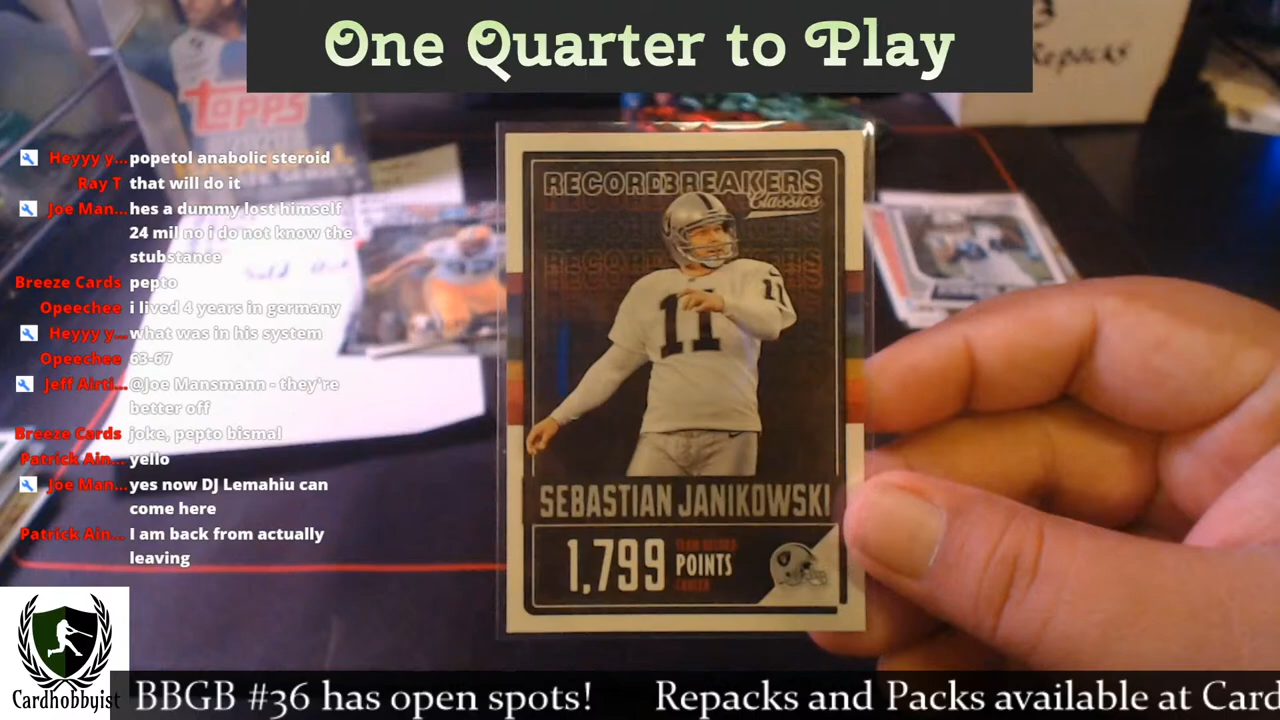 One Quarter to Play
Repacks
TOPPS
Heyyy y... popetol anabolic steroid
Ray T that will do it
Joe Man... hes a dummy lost himself
24 mil no i do not know the
stubstance
Breeze Cards pepto
Opeechee i lived 4 years in germany
Heyyy y... what was in his system
Opeechee 63-67
Jeff Airti... @Joe Mansmann - they're
better off
Breeze Cards joke, pepto bismal
Patrick Ain... yello
Joe Man... yes now DJ Lemahiu can
come here
Patrick Ain... I am back from actually
leaving
RECORD BREAKERS
Classics
11
11
SEBASTIAN JANIKOWSKI
1,799
TEAM RECORD
POINTS
CAREER
Cardhobbyist
BBGB #36 has open spots! Repacks and Packs available at Card